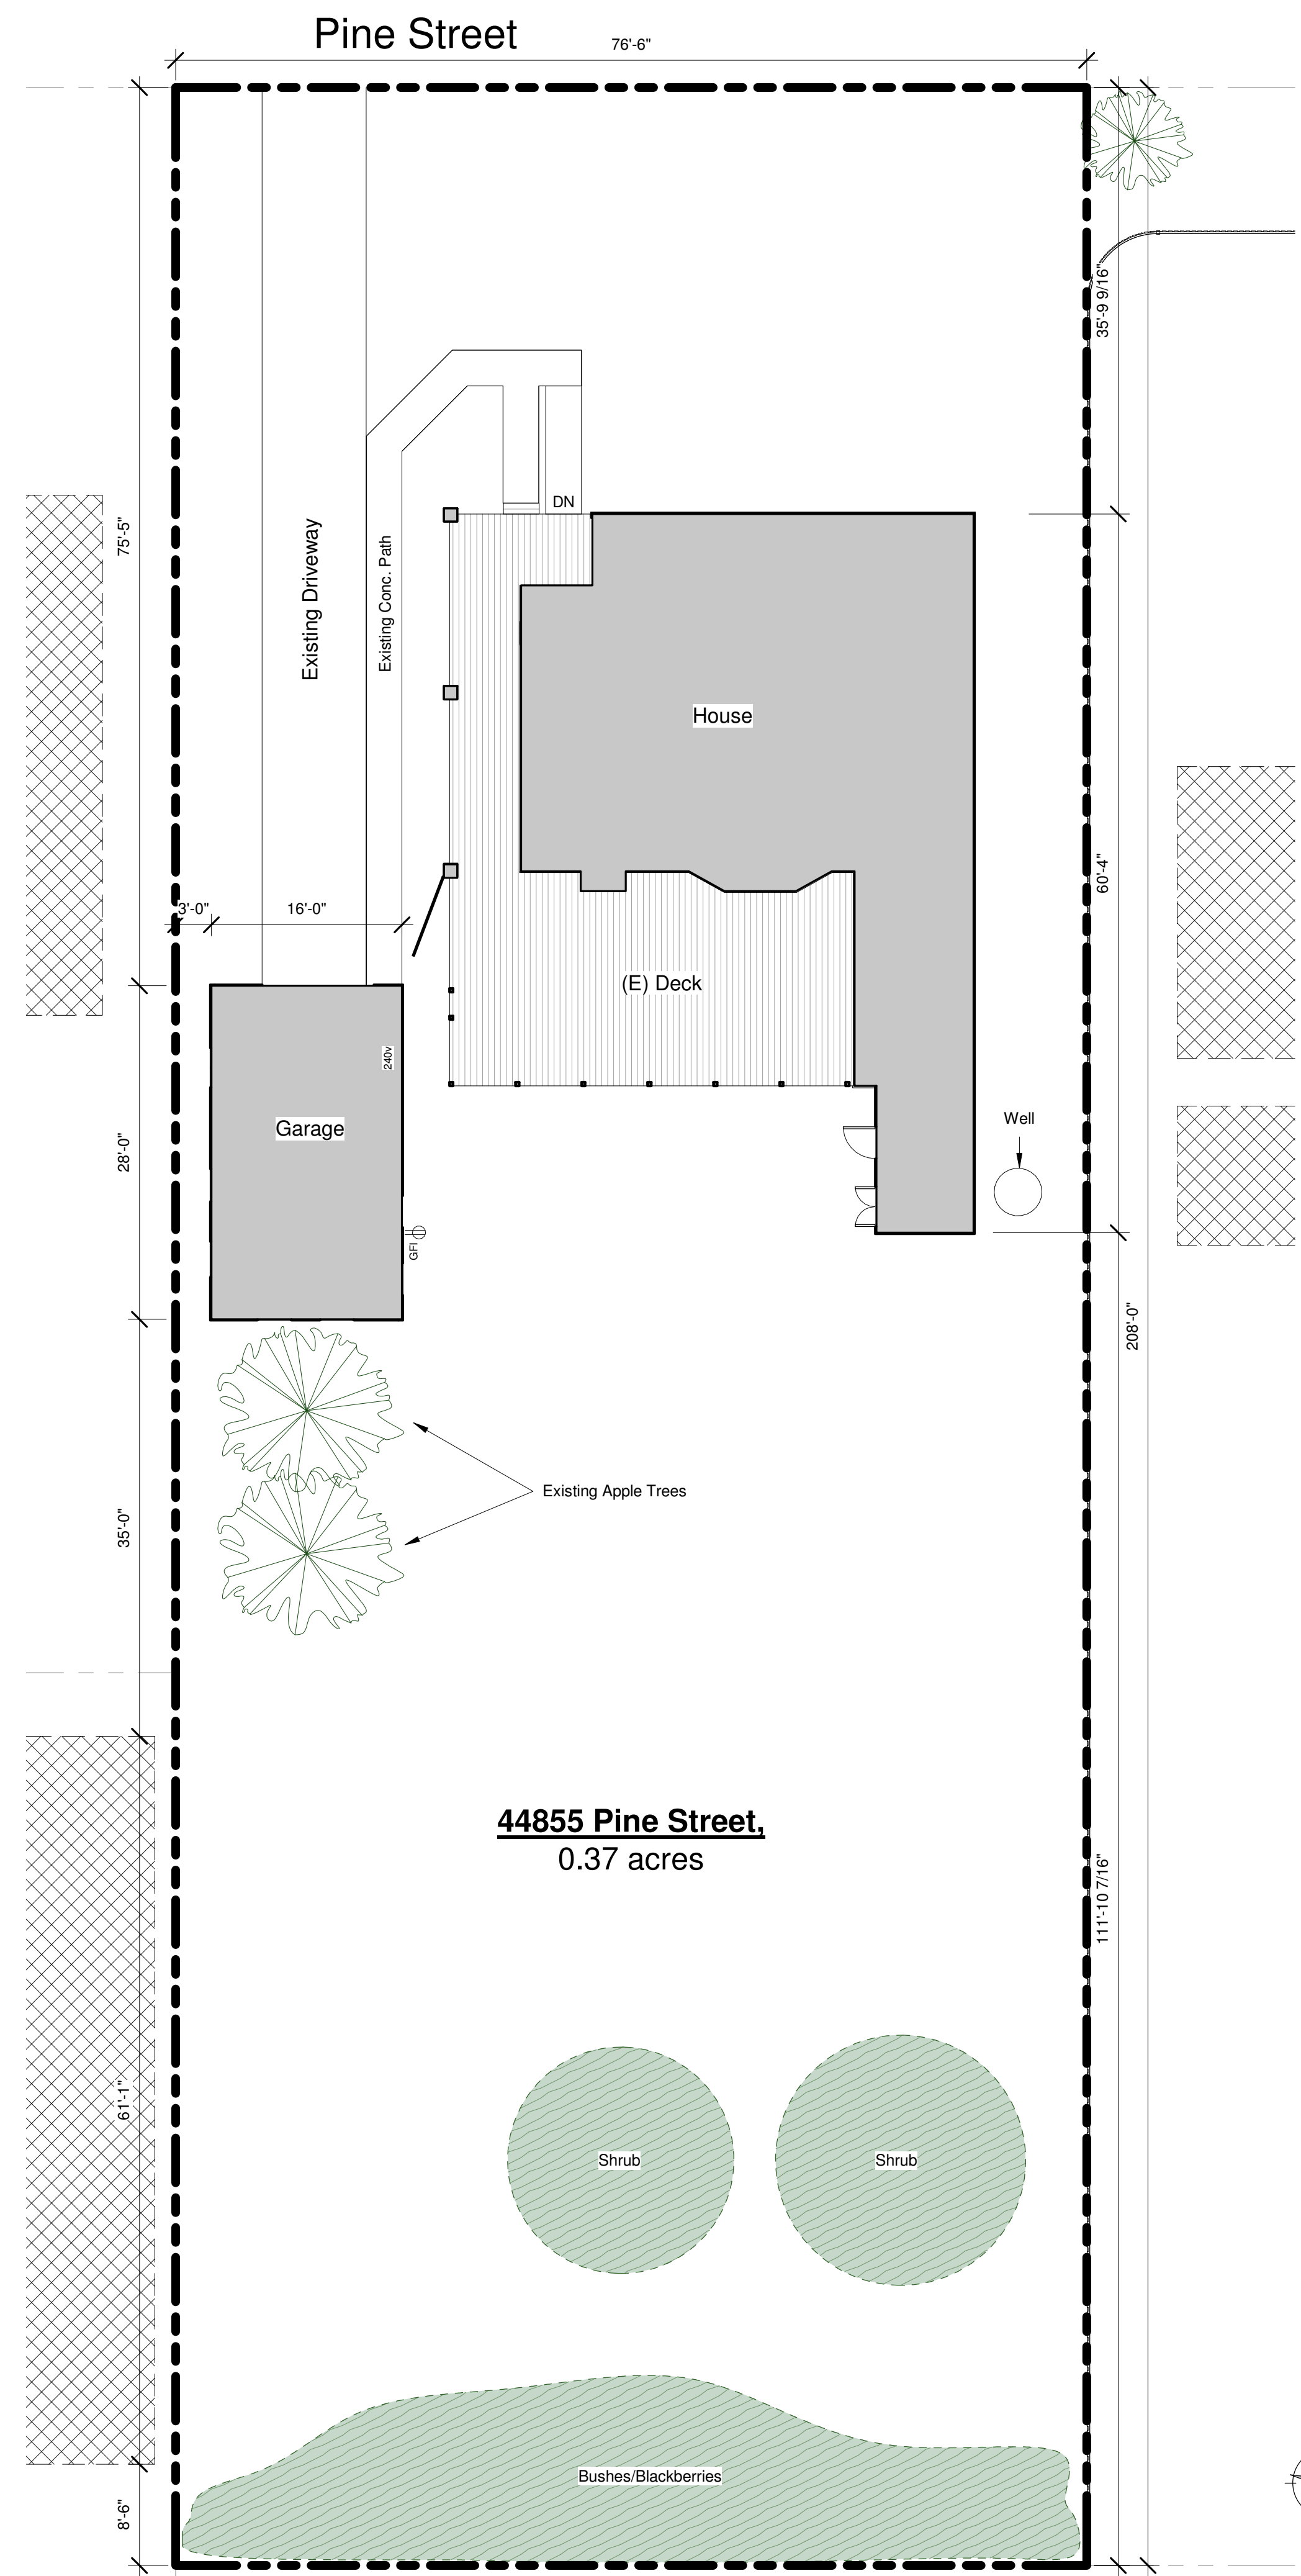 Pine Street
76'-6"
35'-9 9/16"
DN
75'-5"
Existing Driveway
Existing Conc. Path
House
60'-4"
3'-0"
16'-0"
(E) Deck
240v
Garage
Well
28'-0"
GFI
208'-0"
Existing Apple Trees
35'-0"
44855 Pine Street,
0.37 acres
111'-10 7/16"
61'-1"
Shrub
Shrub
Bushes/Blackberries
8'-6"